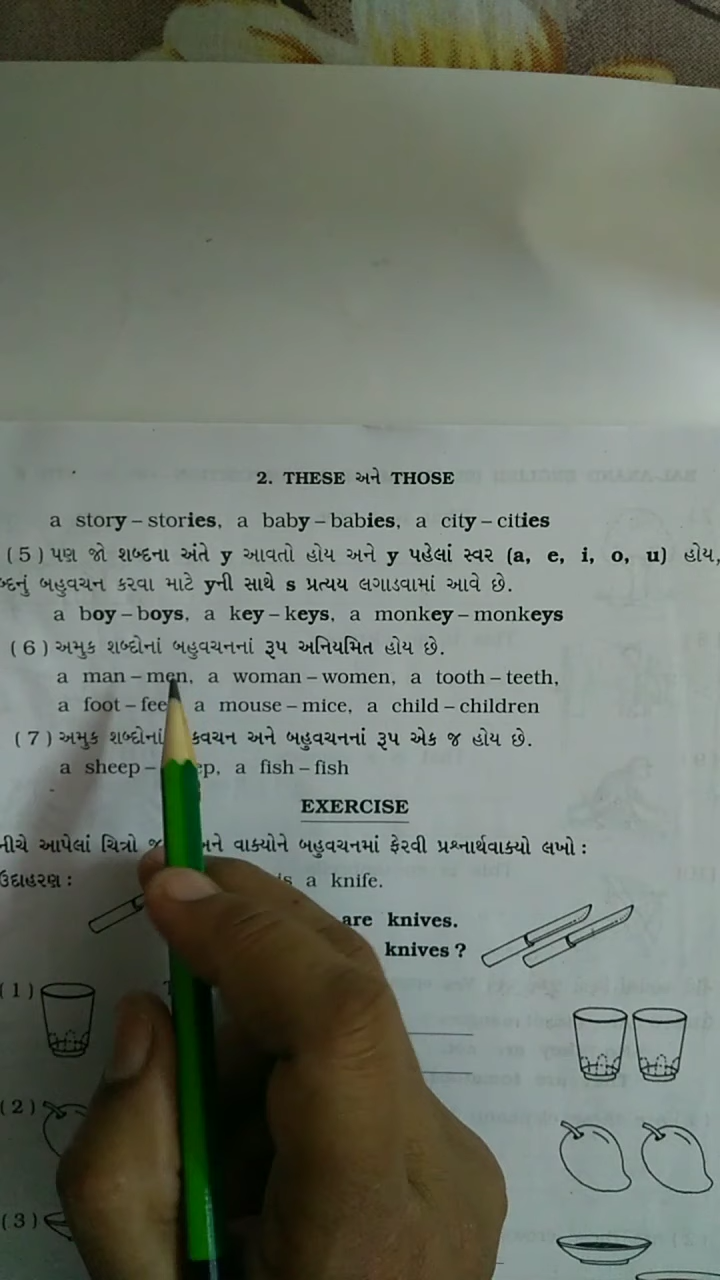 2. THESE અને THOSE
a story – stories, a baby – babies, a city – cities
(5) પણ જો શબ્દના અંતે y આવતો હોય અને y પહેલાં સ્વર (a, e, i, o, u) હોય,
બહુવચન કરવા માટે yની સાથે s પ્રત્યય લગાડવામાં આવે છે.
a boy – boys, a key – keys, a monkey – monkeys
(6) અમુક શબ્દોનાં બહુવચનનાં રૂપ અનિયમિત હોય છે.
a man – men, a woman – women, a tooth – teeth,
a foot – a mouse – mice, a child – children
(7) અમુક શબ્દોનાં અને બહુવચનનાં રૂપ એક જ હોય છે.
a sheep – a fish – fish
EXERCISE
નીચે આપેલાં ચિત્રો અને વાક્યોને બહુવચનમાં ફેરવી પ્રશ્નાર્થવાક્યો લખો :
ઉદાહરણ : a knife.
are knives.
knives ?
(1)
(2)
(3)